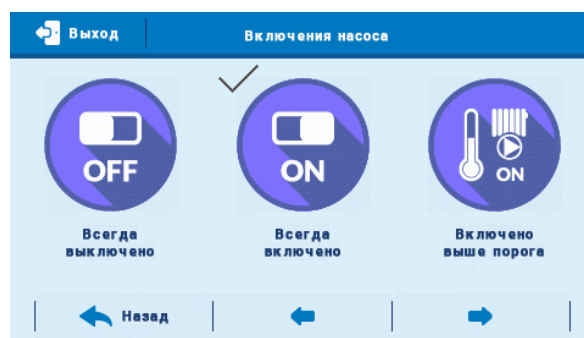 Выход
Включения насоса
OFF
ON
ON
Всегда
выключено
Всегда
включено
Включено
выше порога
Назад